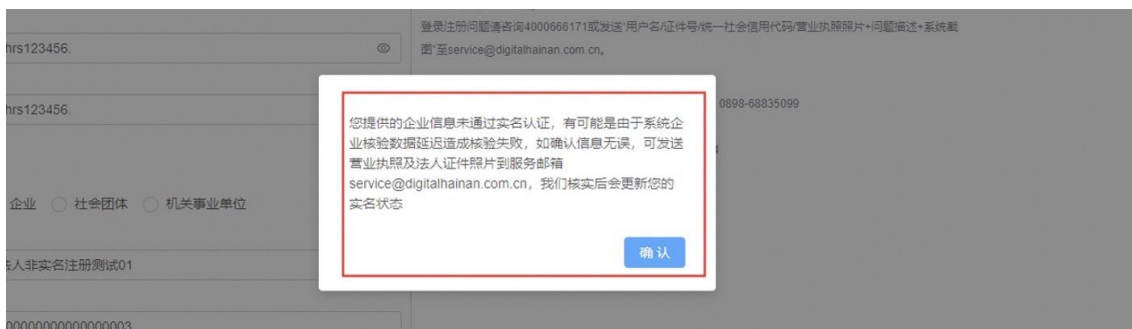 登录注册问题请咨询4000666171或发送“用户名/证件号/统一社会信用代码/营业执照照片+问题描述+系统截
图”至service@digitalhainan.com.cn。
hrs123456.
0898-68835099
hrs123456.
您提供的企业信息未通过实名认证，有可能是由于系统企
业核验数据延迟造成核验失败，如确认信息无误，可发送
营业执照及法人证件照片到服务邮箱
service@digitalhainan.com.cn，我们核实后会更新您的
实名状态
企业 社会团体 机关事业单位
确认
法人非实名注册测试01